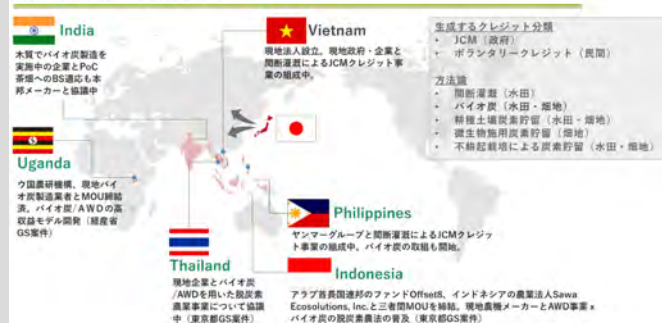 India
木質でバイオ炭製造を
実施中の企業とPoC
茶畑へのBS適応も本
邦メーカーと協議中
Vietnam
現地法人設立。現地政府・企業と
間断灌漑によるJCMクレジット事
業の組成中。
生成するクレジット分類
・ JCM（政府）
・ ボランタリークレジット（民間）
方法論
・ 間断灌漑（水田）
・ バイオ炭（水田・畑地）
・ 耕種土壌炭素貯留（水田・畑地）
・ 微生物施用炭素貯留（畑地）
・ 不耕起栽培による炭素貯留（水田・畑地）
Uganda
ウ国農研機構、現地バイ
オ炭製造業者とMOU締結
済。バイオ炭/AWDの高
収益モデル開発（経産省
GS案件）
Philippines
ヤンマーグループと間断灌漑によるJCMクレジッ
ト事業の組成中。バイオ炭の取組も開始。
Thailand
現地企業とバイオ炭
/AWDを用いた脱炭素
農業事業について協議
中（東京都GS案件）
Indonesia
アラブ首長国連邦のファンドOffset8、インドネシアの農業法人Sawa
Ecosolutions, Inc.と三者間MOUを締結。現地農機メーカーとAWD事業 x
バイオ炭の脱炭素農法の普及（東京都GS案件）